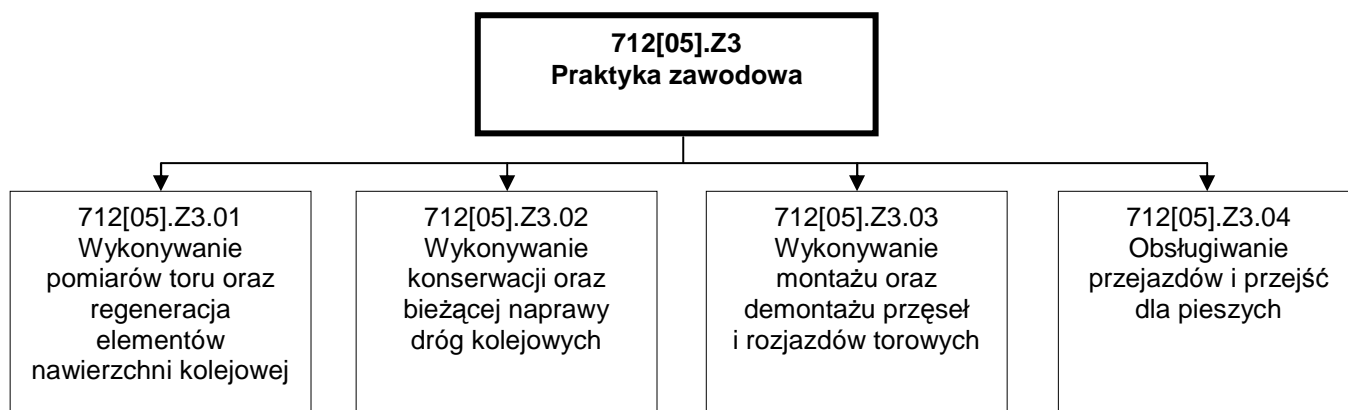 712[05].Z3
Praktyka zawodowa
712[05].Z3.01
Wykonywanie
pomiarów toru oraz
regeneracja
elementów
nawierzchni kolejowej
712[05].Z3.02
Wykonywanie
konserwacji oraz
bieżącej naprawy
dróg kolejowych
712[05].Z3.03
Wykonywanie
montażu oraz
demontażu przęseł
i rozjazdów torowych
712[05].Z3.04
Obsługiwanie
przejazdów i przejść
dla pieszych